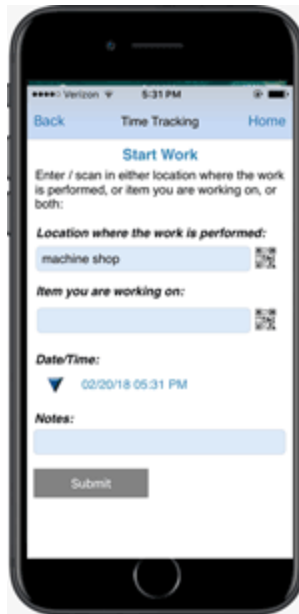 Verizon 5:31 PM
Back Time Tracking Home
Start Work
Enter / scan in either location where the work
is performed, or item you are working on, or
both:
Location where the work is performed:
machine shop
Item you are working on:
Date/Time:
02/20/18 05:31 PM
Notes:
Submit